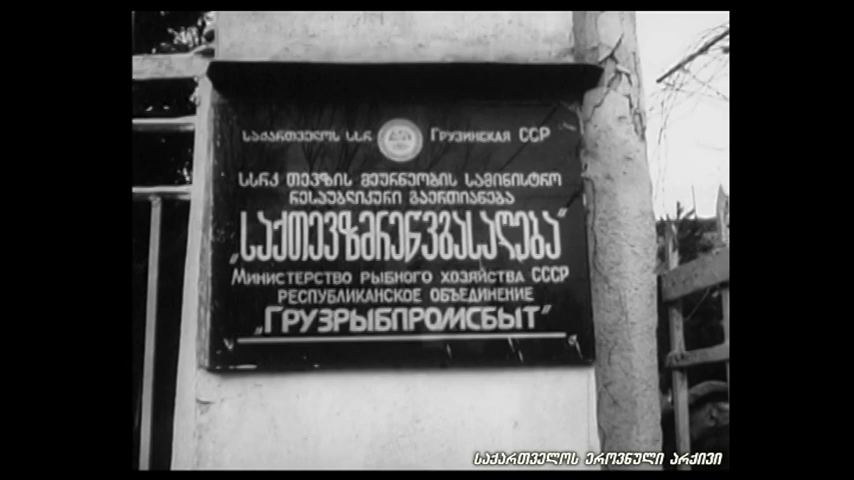 საქართველოს სსრ ГРУЗИНСКАЯ ССР
სსრკ თევზის მეურნეობის სამინისტრო
რესპუბლიკური გაერთიანება
„საქთევზმრეწვგასაღება“
МИНИСТЕРСТВО РЫБНОГО ХОЗЯЙСТВА СССР
РЕСПУБЛИКАНСКОЕ ОБЪЕДИНЕНИЕ
„ГРУЗРЫБПРОМСБЫТ“
საქართველოს ეროვნული არქივი